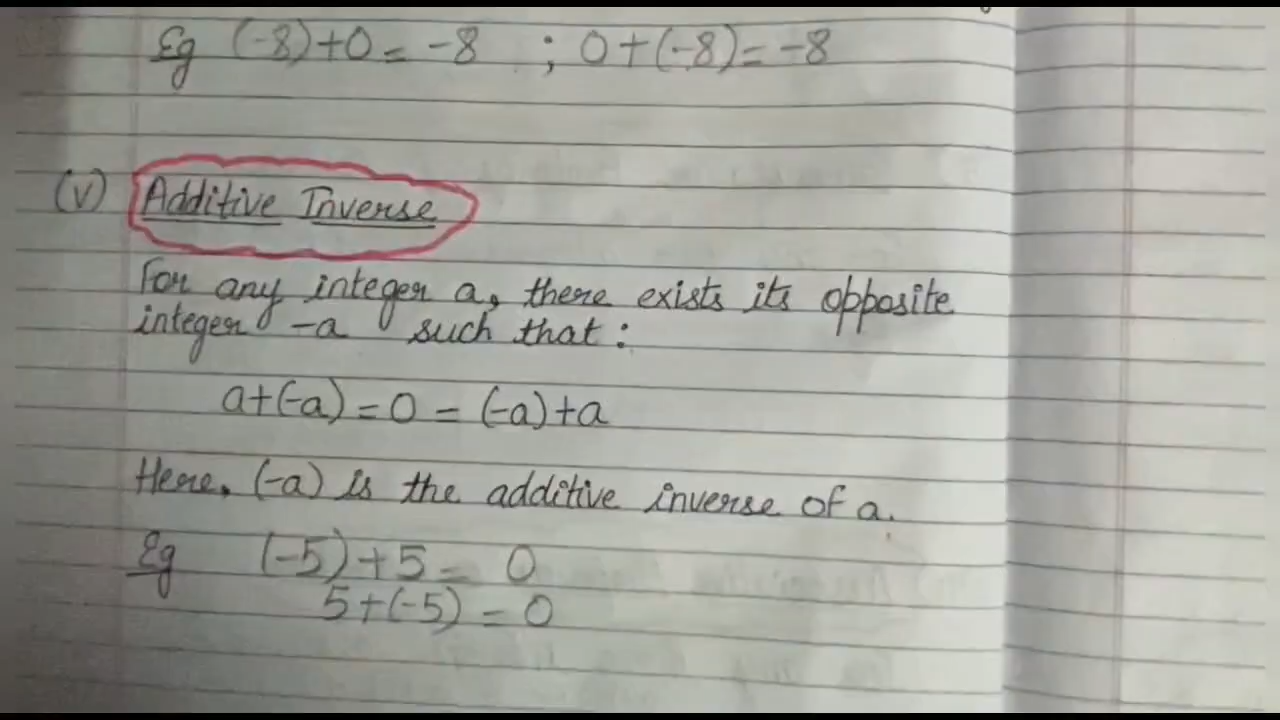 Eg (-8)+0 = -8 ; 0+(-8)= -8
(v) Additive Inverse
For any integer a, there exists its opposite
integer -a such that :
a+(-a) = 0 = (-a)+a
Here, (-a) is the additive inverse of a.
Eg (-5)+5 = 0
5+(-5) = 0